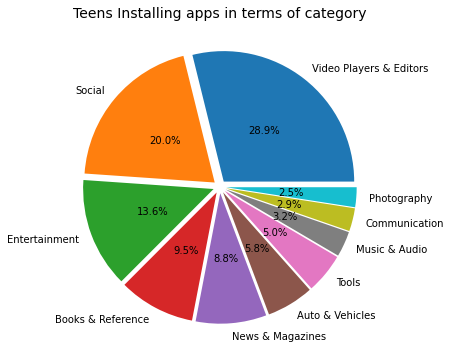 Teens Installing apps in terms of category
Video Players & Editors
28.9%
Social
20.0%
Entertainment
13.6%
Books & Reference
9.5%
News & Magazines
8.8%
Auto & Vehicles
5.8%
Tools
5.0%
Music & Audio
3.2%
Communication
2.9%
Photography
2.5%